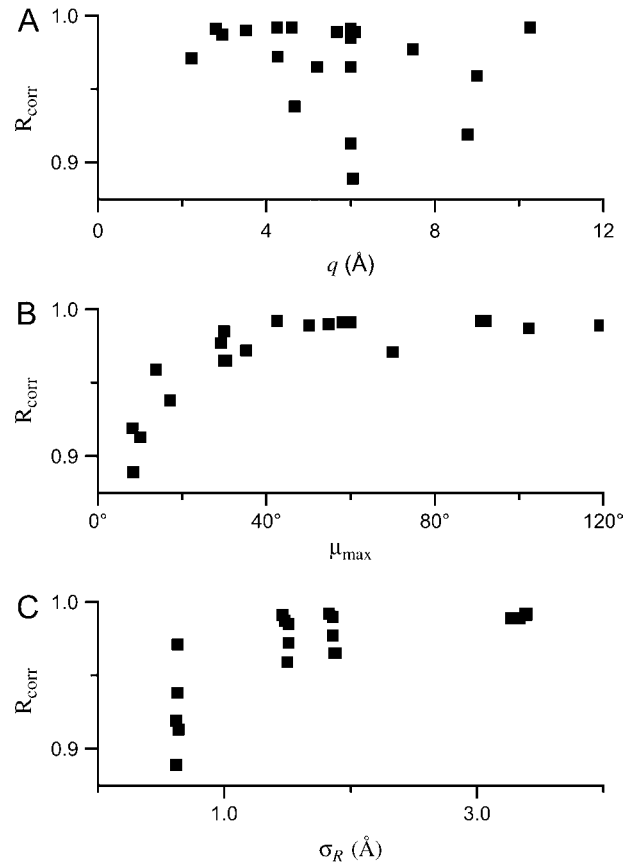 A
1.0
0.9
R_corr
0 4 8 12
q (Å)
B
1.0
0.9
R_corr
0° 40° 80° 120°
μ_max
C
1.0
0.9
R_corr
1.0 3.0
σ_R (Å)